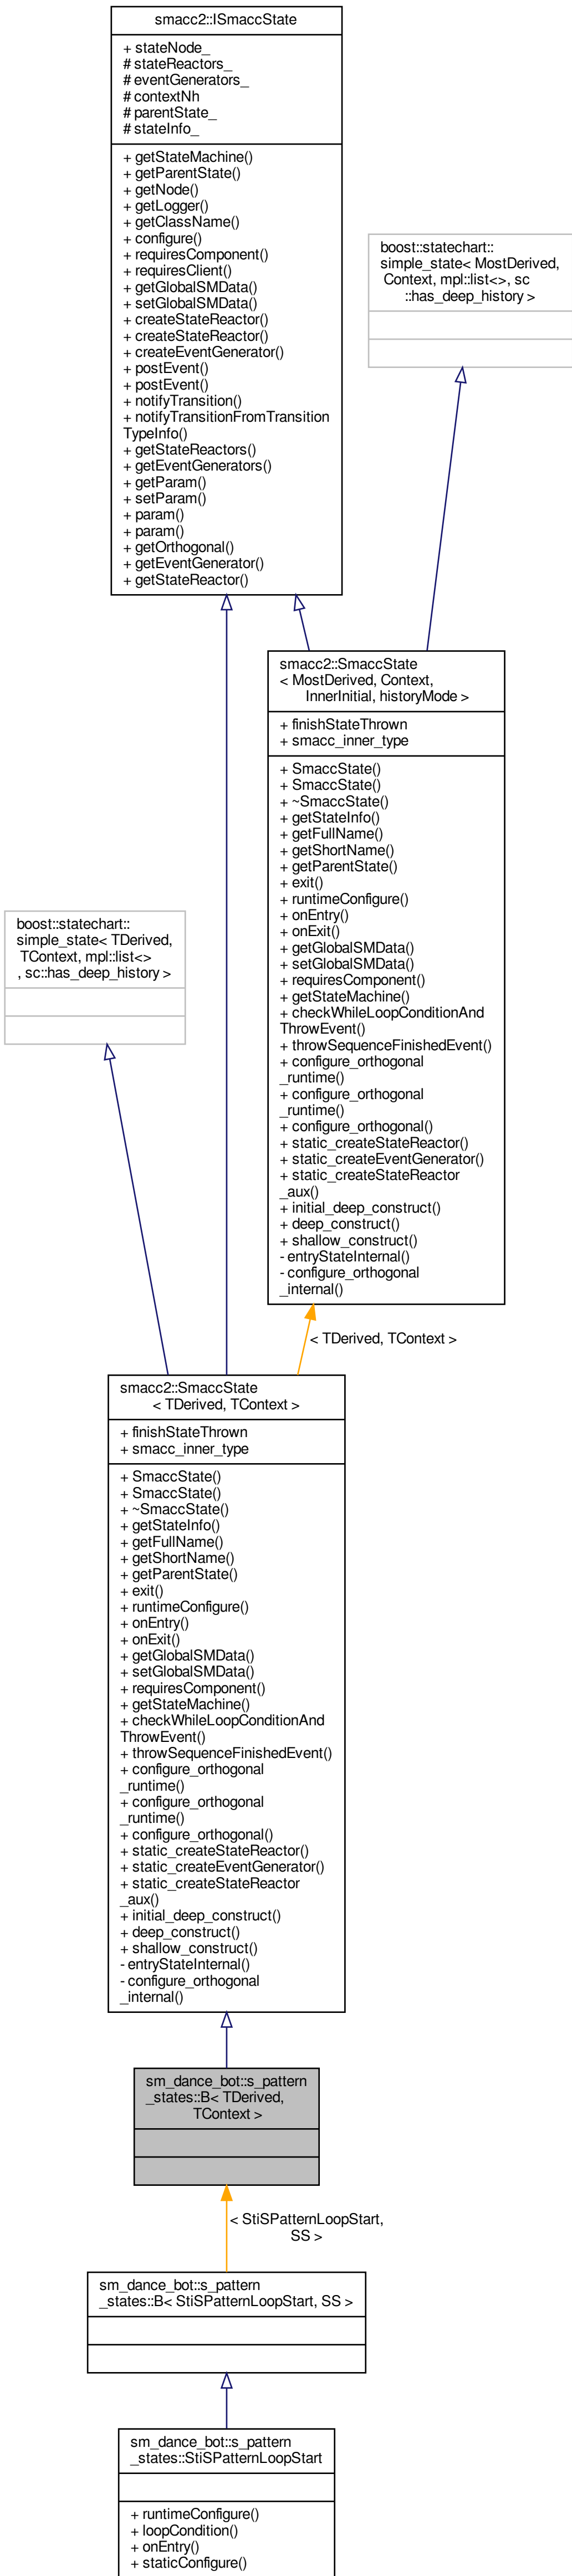 smacc2::ISmaccState
+ stateNode_
# stateReactors_
# eventGenerators_
# contextNh
# parentState_
# stateInfo_
+ getStateMachine()
+ getParentState()
+ getNode()
+ getLogger()
+ getClassName()
+ configure()
+ requiresComponent()
+ requiresClient()
+ getGlobalSMData()
+ setGlobalSMData()
+ createStateReactor()
+ createStateReactor()
+ createEventGenerator()
+ postEvent()
+ postEvent()
+ notifyTransition()
+ notifyTransitionFromTransition
TypeInfo()
+ getStateReactors()
+ getEventGenerators()
+ getParam()
+ setParam()
+ param()
+ param()
+ getOrthogonal()
+ getEventGenerator()
+ getStateReactor()
boost::statechart::
simple_state< MostDerived,
Context, mpl::list<>, sc
::has_deep_history >
smacc2::SmaccState
< MostDerived, Context,
InnerInitial, historyMode >
+ finishStateThrown
+ smacc_inner_type
+ SmaccState()
+ SmaccState()
+ ~SmaccState()
+ getStateInfo()
+ getFullName()
+ getShortName()
+ getParentState()
+ exit()
+ runtimeConfigure()
+ onEntry()
+ onExit()
+ getGlobalSMData()
+ setGlobalSMData()
+ requiresComponent()
+ getStateMachine()
+ checkWhileLoopConditionAnd
ThrowEvent()
+ throwSequenceFinishedEvent()
+ configure_orthogonal
_runtime()
+ configure_orthogonal
_runtime()
+ configure_orthogonal()
+ static_createStateReactor()
+ static_createEventGenerator()
+ static_createStateReactor
_aux()
+ initial_deep_construct()
+ deep_construct()
+ shallow_construct()
- entryStateInternal()
- configure_orthogonal
_internal()
boost::statechart::
simple_state< TDerived,
TContext, mpl::list<>
, sc::has_deep_history >
< TDerived, TContext >
smacc2::SmaccState
< TDerived, TContext >
+ finishStateThrown
+ smacc_inner_type
+ SmaccState()
+ SmaccState()
+ ~SmaccState()
+ getStateInfo()
+ getFullName()
+ getShortName()
+ getParentState()
+ exit()
+ runtimeConfigure()
+ onEntry()
+ onExit()
+ getGlobalSMData()
+ setGlobalSMData()
+ requiresComponent()
+ getStateMachine()
+ checkWhileLoopConditionAnd
ThrowEvent()
+ throwSequenceFinishedEvent()
+ configure_orthogonal
_runtime()
+ configure_orthogonal
_runtime()
+ configure_orthogonal()
+ static_createStateReactor()
+ static_createEventGenerator()
+ static_createStateReactor
_aux()
+ initial_deep_construct()
+ deep_construct()
+ shallow_construct()
- entryStateInternal()
- configure_orthogonal
_internal()
sm_dance_bot::s_pattern
_states::B< TDerived,
TContext >
< StiSPatternLoopStart,
SS >
sm_dance_bot::s_pattern
_states::B< StiSPatternLoopStart, SS >
sm_dance_bot::s_pattern
_states::StiSPatternLoopStart
+ runtimeConfigure()
+ loopCondition()
+ onEntry()
+ staticConfigure()